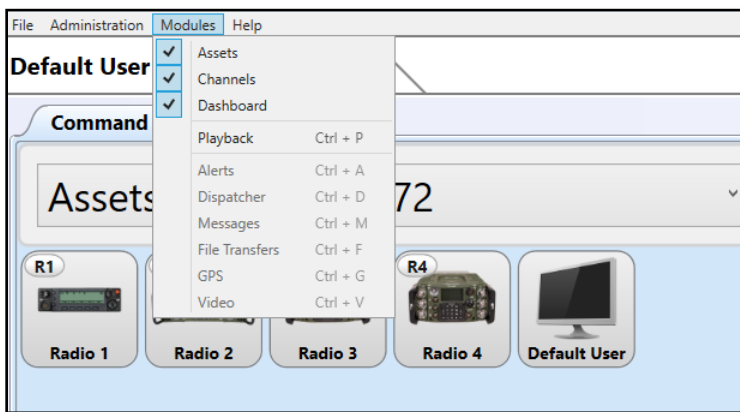 File Administration Modules Help
Default User
Assets
Channels
Dashboard
Playback Ctrl + P
Alerts Ctrl + A
Dispatcher Ctrl + D
Messages Ctrl + M
File Transfers Ctrl + F
GPS Ctrl + G
Video Ctrl + V
Command
Assets 72
R1 R4
Radio 1 Radio 2 Radio 3 Radio 4 Default User